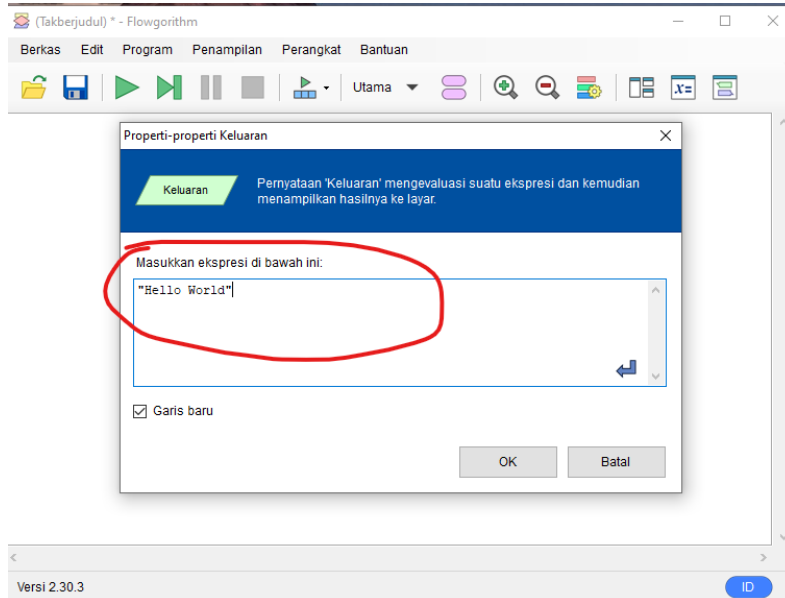 (Takberjudul) * - Flowgorithm
Berkas Edit Program Penampilan Perangkat Bantuan
Utama
X=
Properti-properti Keluaran
Keluaran
Pernyataan 'Keluaran' mengevaluasi suatu ekspresi dan kemudian
menampilkan hasilnya ke layar.
Masukkan ekspresi di bawah ini:
"Hello World"
Garis baru
OK Batal
Versi 2.30.3
ID